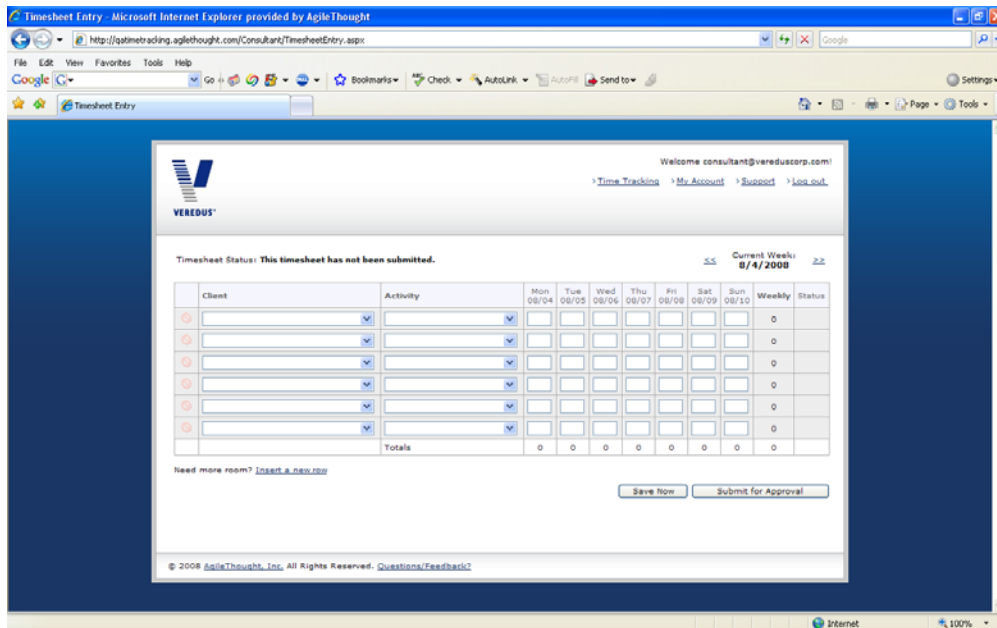 Timesheet Entry - Microsoft Internet Explorer provided by AgileThought
http://qatimetracking.agilethought.com/Consultant/TimesheetEntry.aspx
Google
File Edit View Favorites Tools Help
Google Go Bookmarks Check AutoLink AutoFill Send to Settings
Timesheet Entry Page Tools
Welcome consultant@vereduscorp.com!
› Time Tracking › My Account › Support › Log out
VEREDUS
Timesheet Status: This timesheet has not been submitted. << Current Week: >>
8/4/2008
Client Activity Mon Tue Wed Thu Fri Sat Sun Weekly Status
08/04 08/05 08/06 08/07 08/08 08/09 08/10
0
0
0
0
0
0
Totals 0 0 0 0 0 0 0 0
Need more room? Insert a new row
Save Now Submit for Approval
© 2008 AgileThought, Inc. All Rights Reserved. Questions/Feedback?
Internet 100%